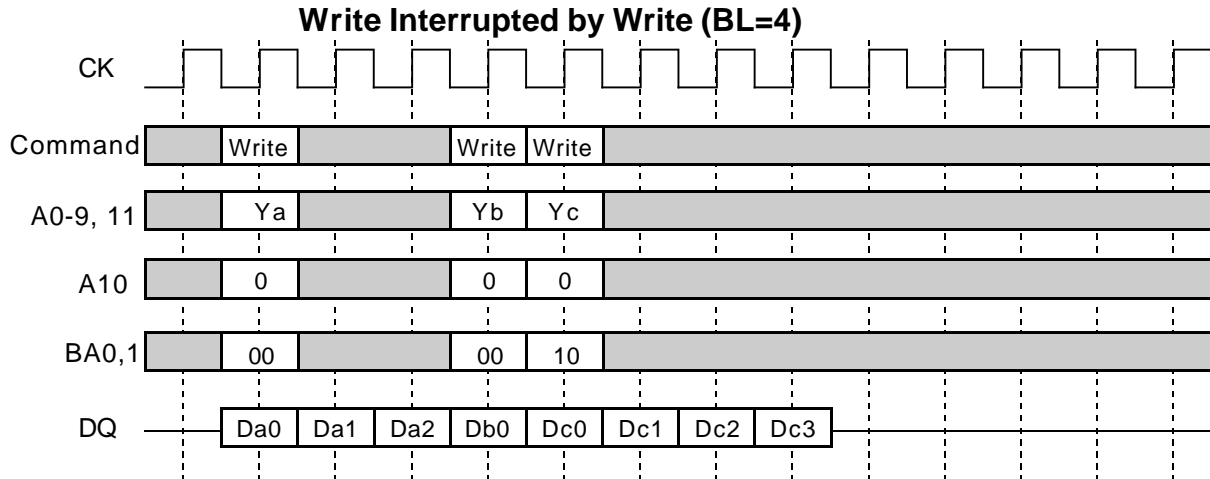 Write Interrupted by Write (BL=4)
CK
Command Write Write Write
A0-9, 11 Ya Yb Yc
A10 0 0 0
BA0,1 00 00 10
DQ Da0 Da1 Da2 Db0 Dc0 Dc1 Dc2 Dc3